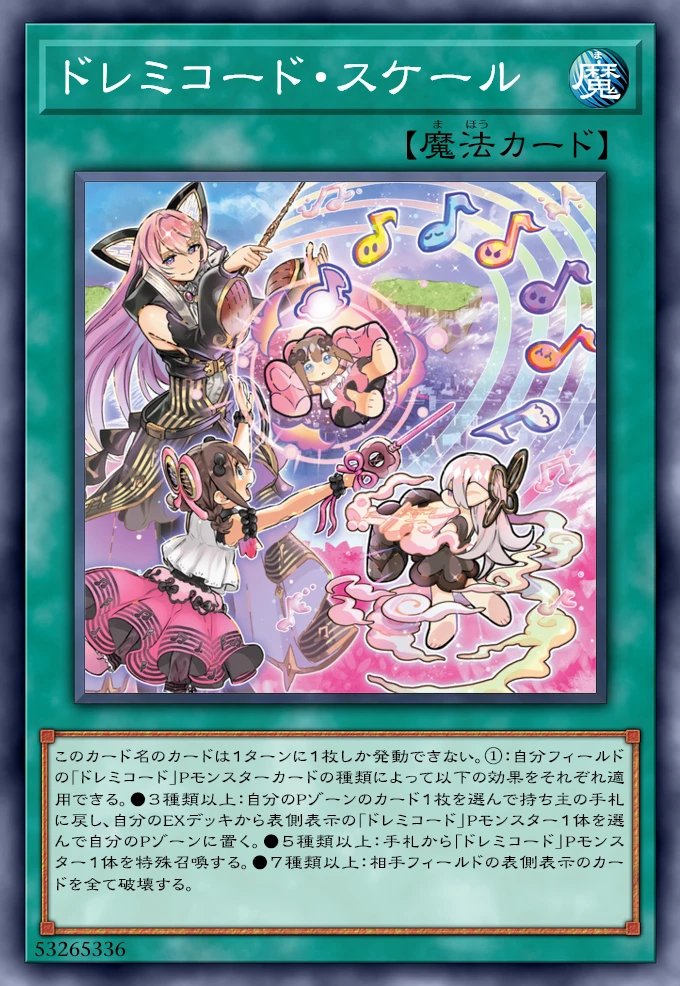 ドレミコード・スケール
魔
ま
【魔法カード】
ま ほう
このカード名のカードは1ターンに1枚しか発動できない。①:自分フィールド
の「ドレミコード」Pモンスターカードの種類によって以下の効果をそれぞれ適
用できる。●3種類以上:自分のPゾーンのカード1枚を選んで持ち主の手札
に戻し、自分のEXデッキから表側表示の「ドレミコード」Pモンスター1体を選
んで自分のPゾーンに置く。●5種類以上:手札から「ドレミコード」Pモンス
ター1体を特殊召喚する。●7種類以上:相手フィールドの表側表示のカー
ドを全て破壊する。
53265336